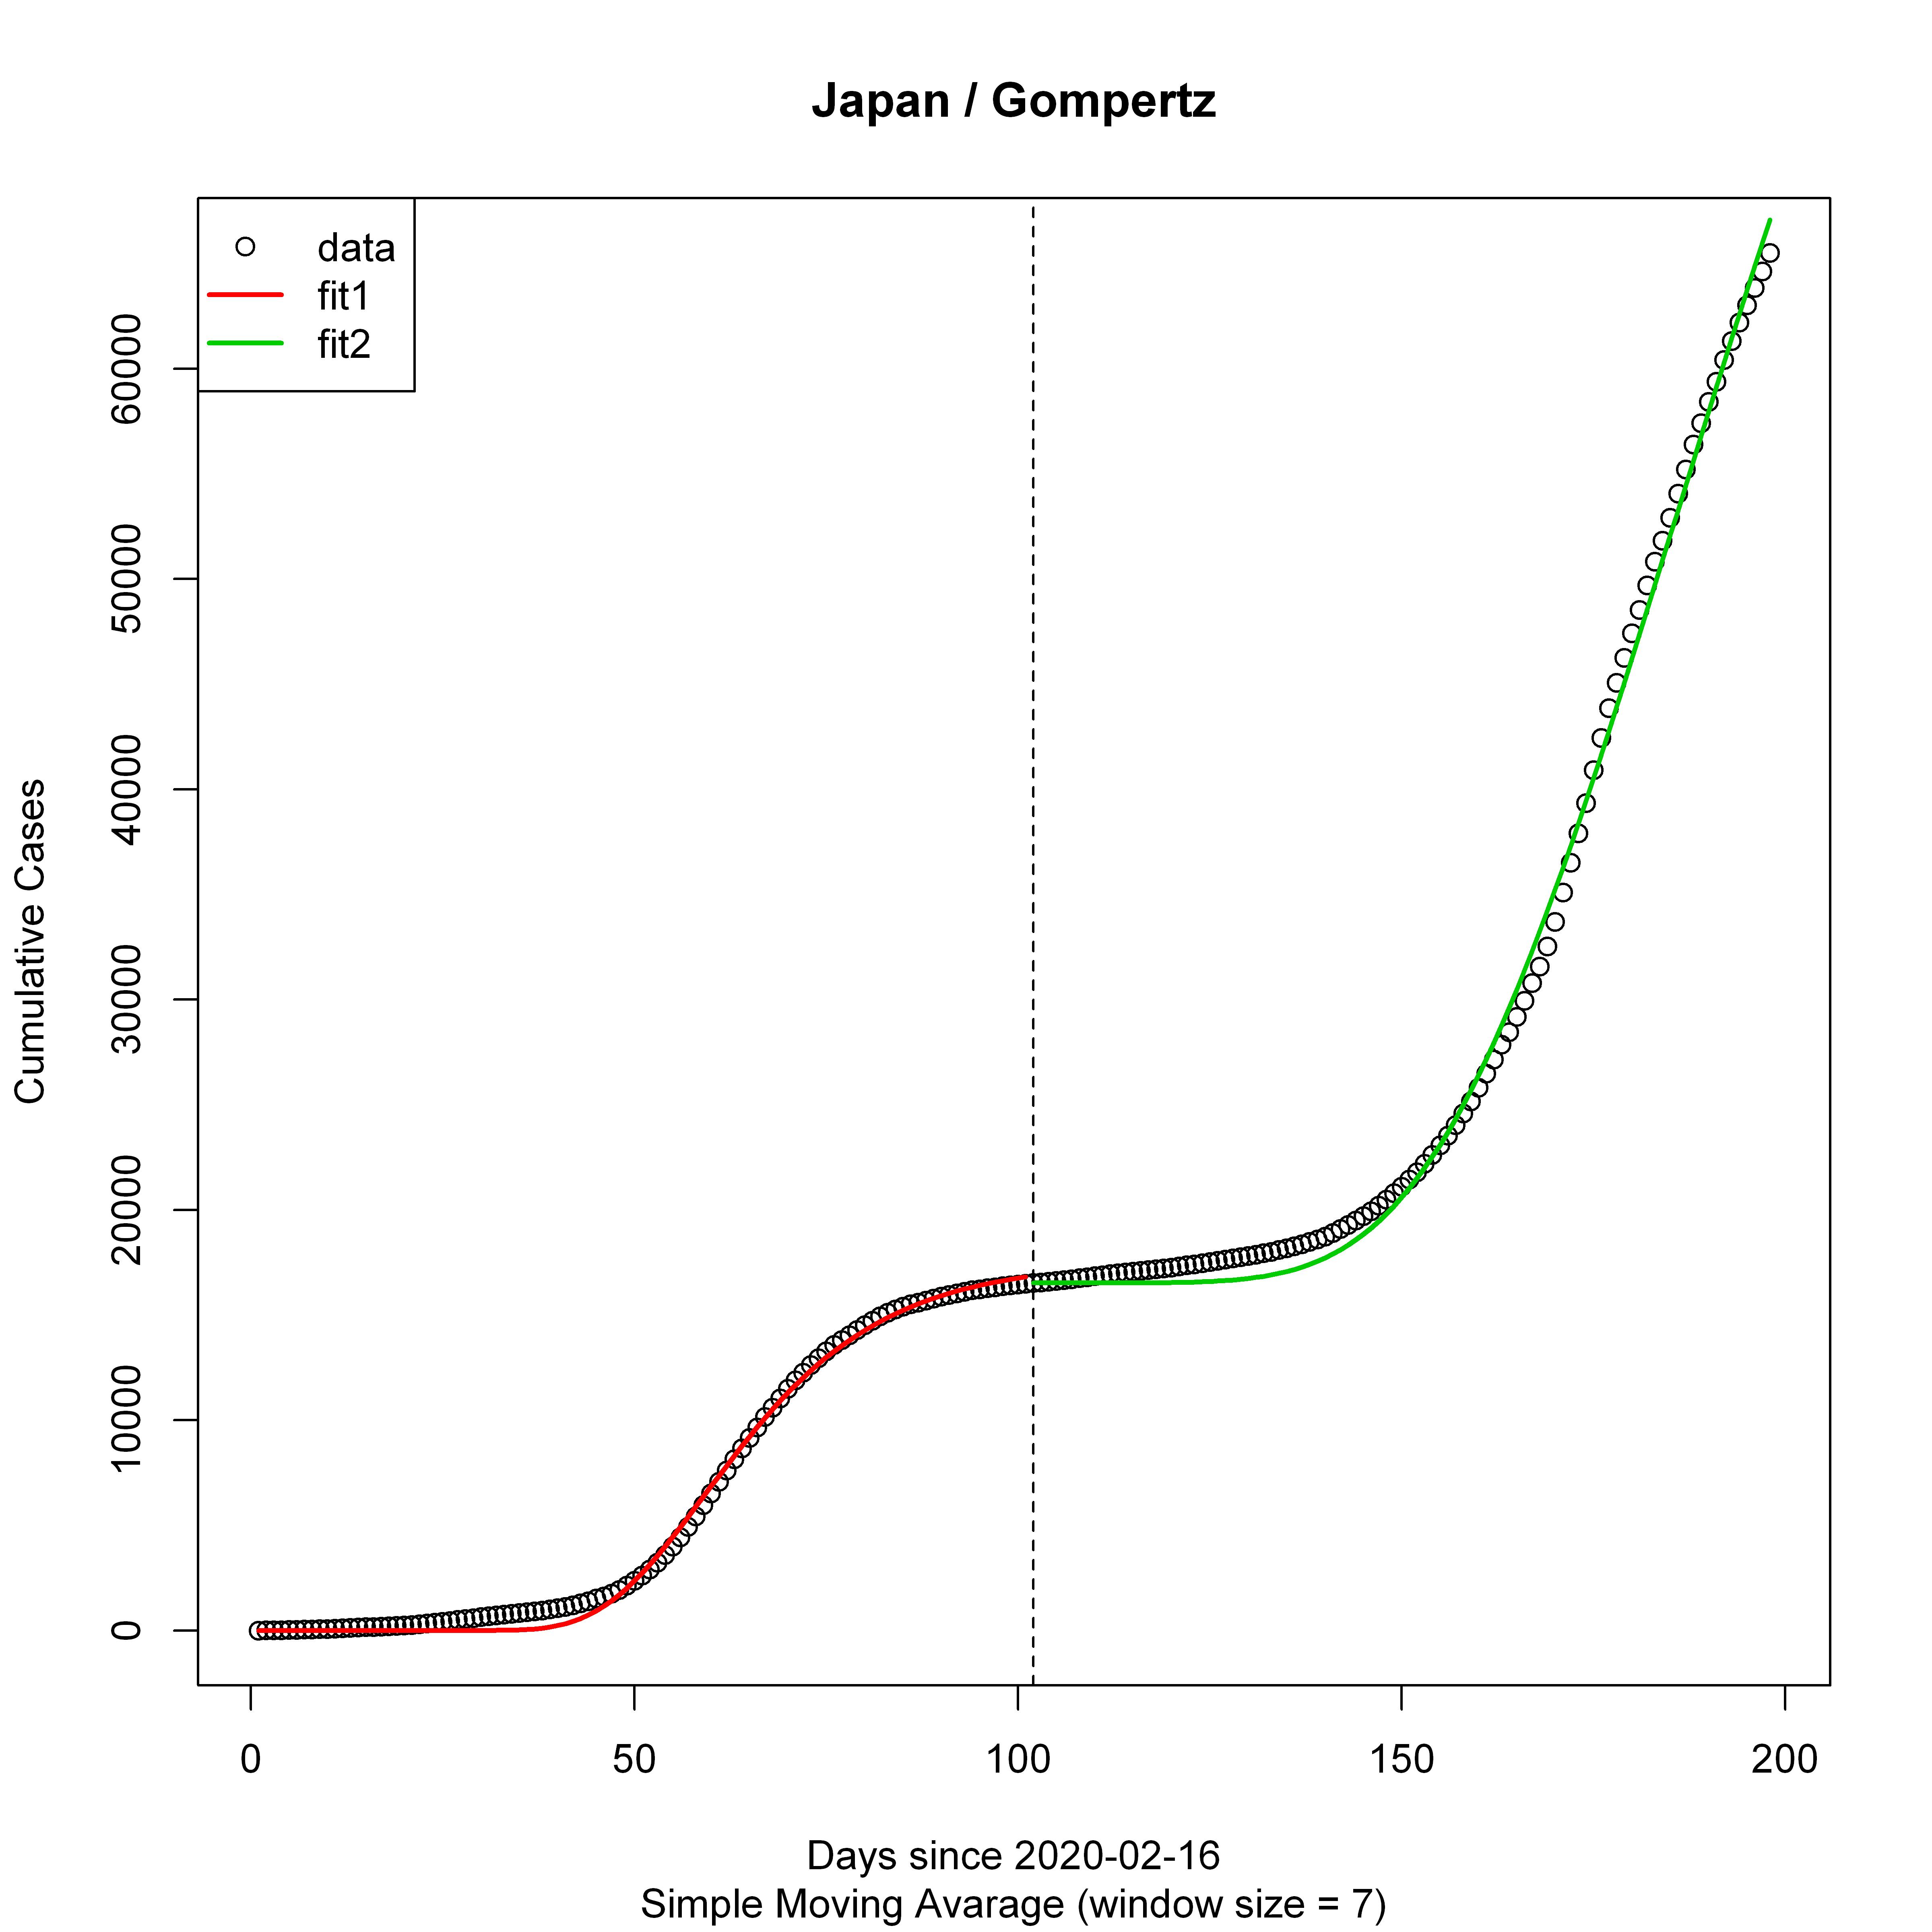 Japan / Gompertz
data
fit1
fit2
Cumulative Cases
60000
50000
40000
30000
20000
10000
0
0 50 100 150 200
Days since 2020-02-16
Simple Moving Avarage (window size = 7)